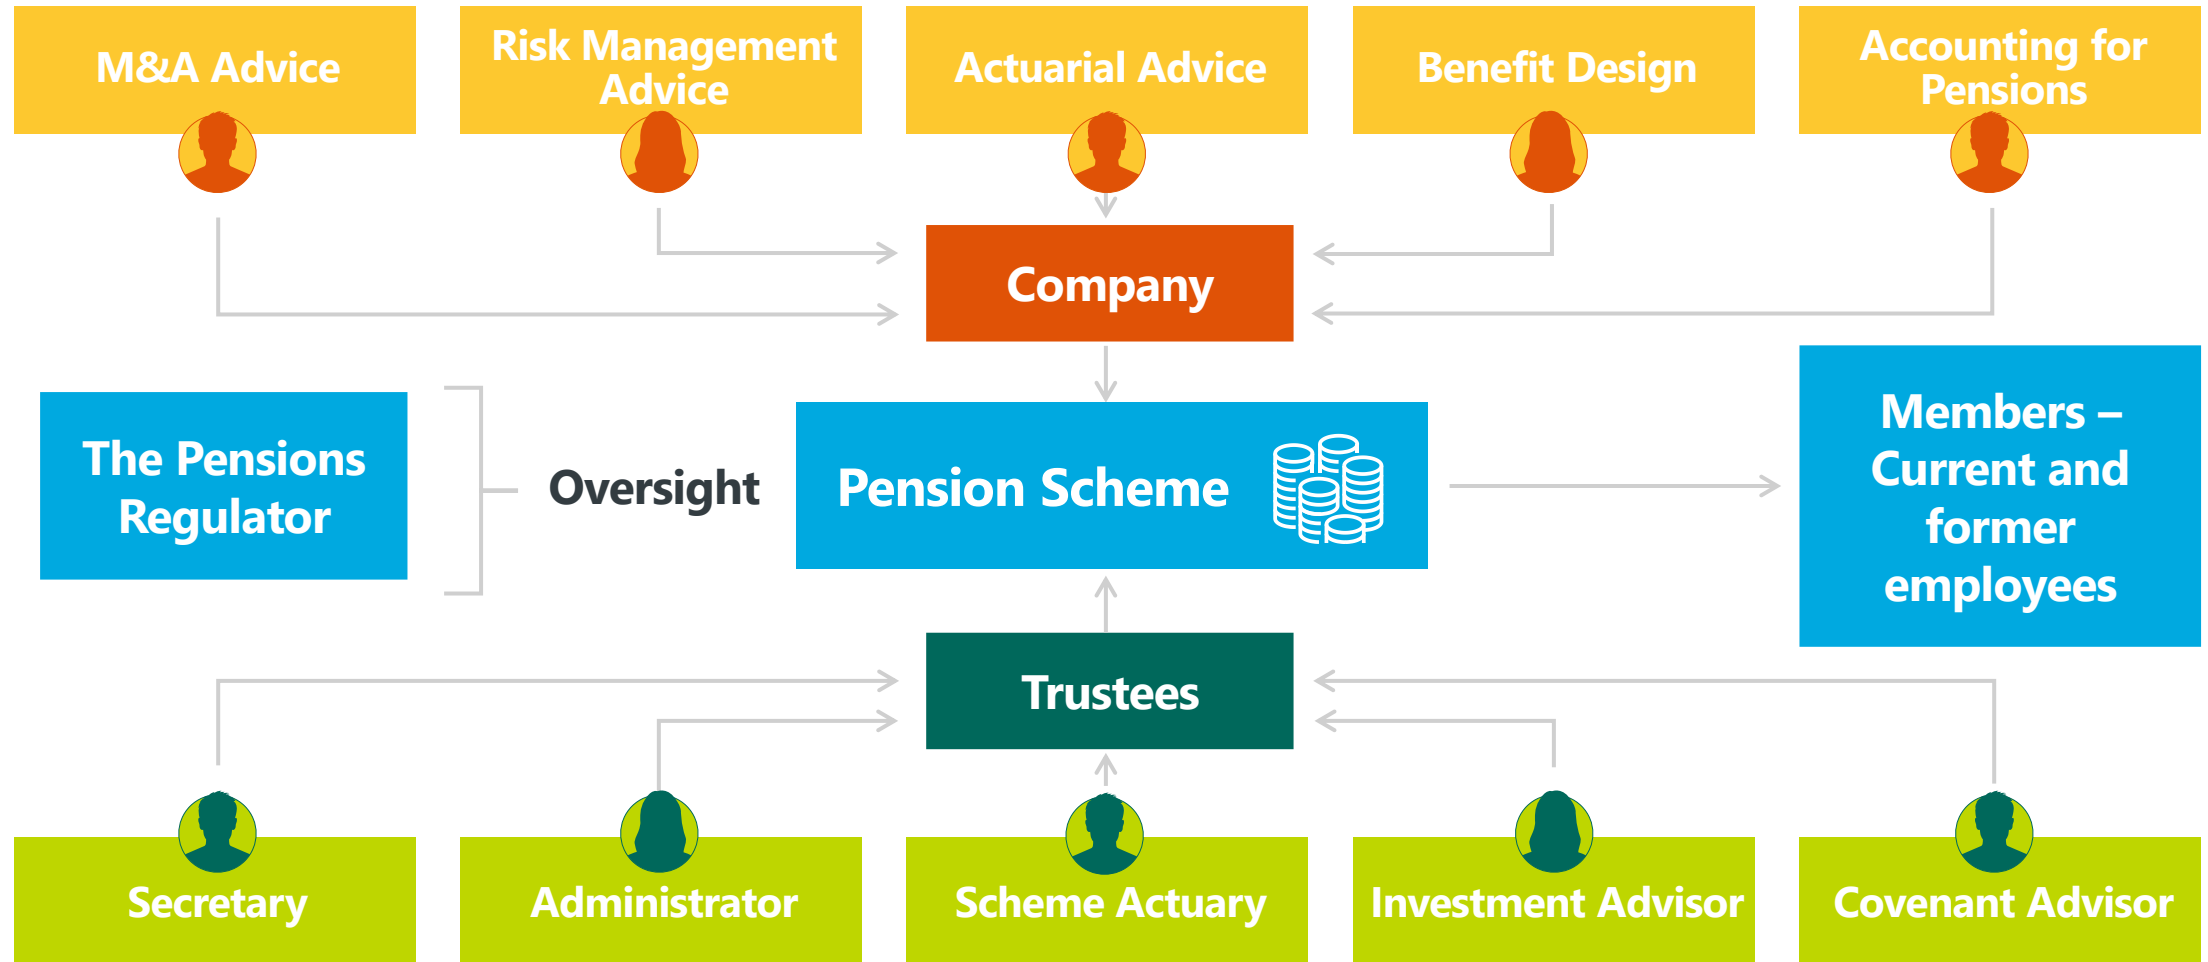 M&A Advice
Risk Management
Advice
Actuarial Advice
Benefit Design
Accounting for
Pensions
Company
The Pensions
Regulator
Oversight
Pension Scheme
Members –
Current and
former
employees
Trustees
Secretary
Administrator
Scheme Actuary
Investment Advisor
Covenant Advisor